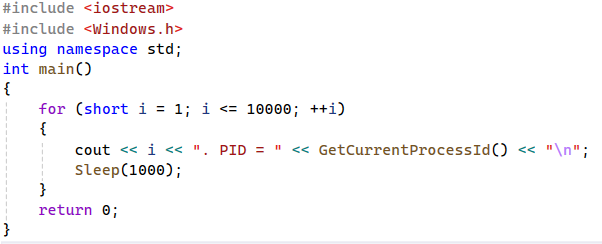 #include <iostream>
#include <Windows.h>
using namespace std;
int main()
{
    for (short i = 1; i <= 10000; ++i)
    {
        cout << i << ". PID = " << GetCurrentProcessId() << "\n";
        Sleep(1000);
    }
    return 0;
}